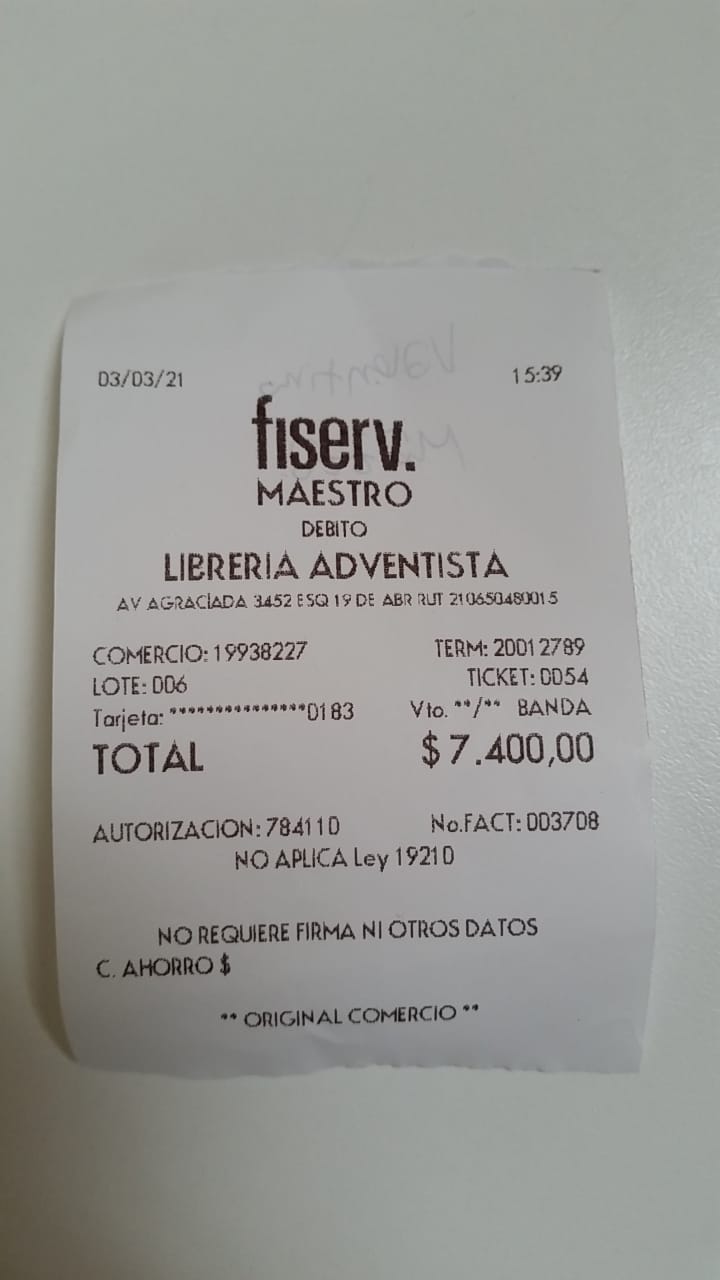 03/03/21 15:39
fiserv.
MAESTRO
DEBITO
LIBRERIA ADVENTISTA
AV AGRACIADA 3452 ESQ 19 DE ABR RUT 210650480015
COMERCIO: 19938227 TERM: 20012789
LOTE: 006 TICKET: 0054
Tarjeta: ***************0183 Vto. **/** BANDA
TOTAL $ 7.400,00
AUTORIZACION: 784110 No.FACT: 003708
NO APLICA Ley 19210
NO REQUIERE FIRMA NI OTROS DATOS
C. AHORRO $
** ORIGINAL COMERCIO **